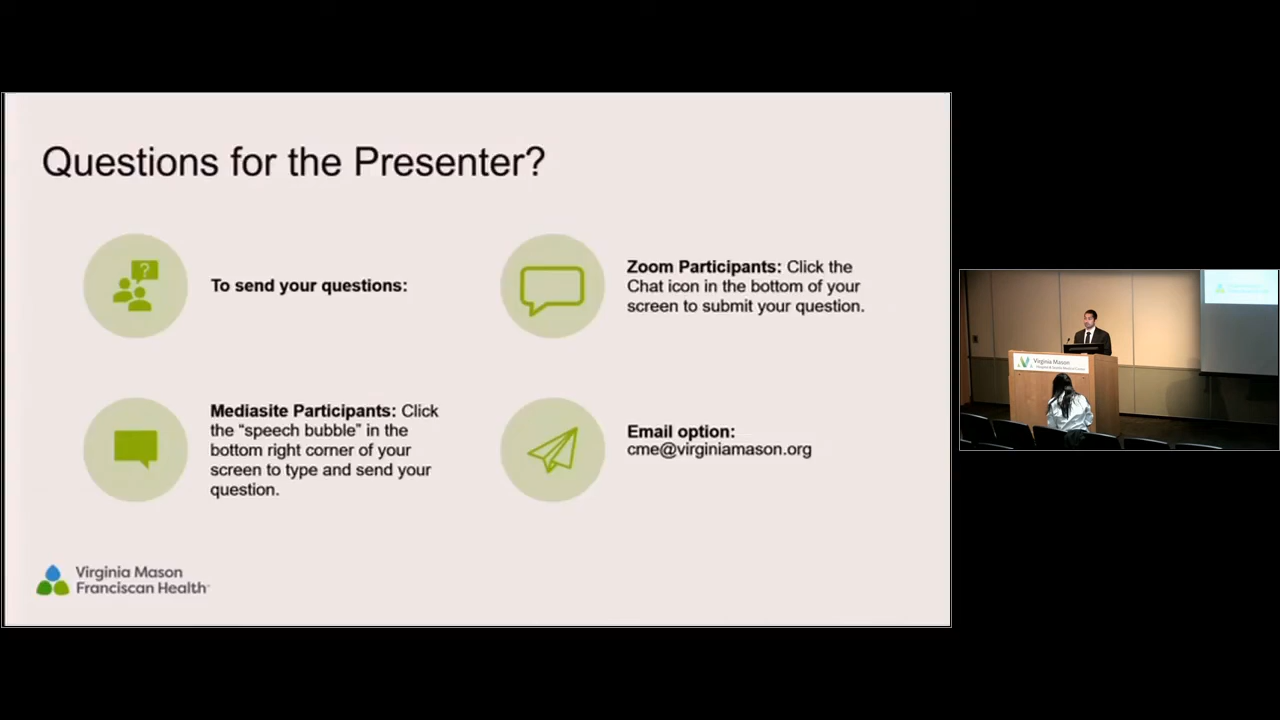 Questions for the Presenter?
?
To send your questions:
Zoom Participants: Click the
Chat icon in the bottom of your
screen to submit your question.
Mediasite Participants: Click
the “speech bubble” in the
bottom right corner of your
screen to type and send your
question.
Email option:
cme@virginiamason.org
Virginia Mason
Franciscan Health
Virginia Mason